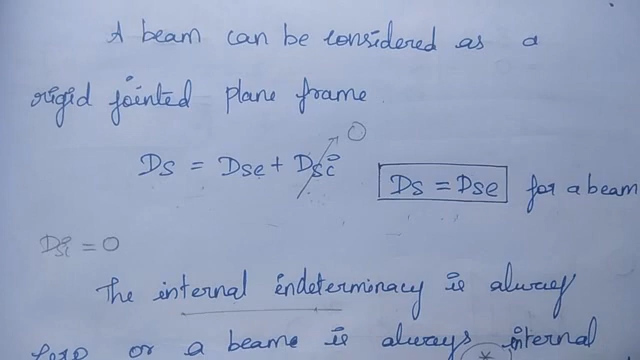 A beam can be considered as a
rigid jointed plane frame
Ds = Dse + Dsi 0
Ds = Dse for a beam
Dsi = 0
The internal indeterminacy is always
zero or a beam is always internal